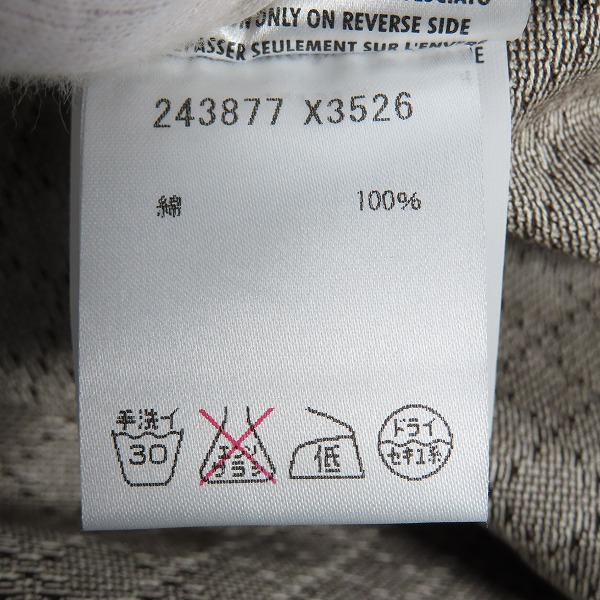 ONLY ON REVERSE SIDE
PASSER SEULEMENT SUR L'ENVE
E
243877 X3526
綿 100%
手洗イ
30
エンソ
サラシ
低
ドライ
セキユ系